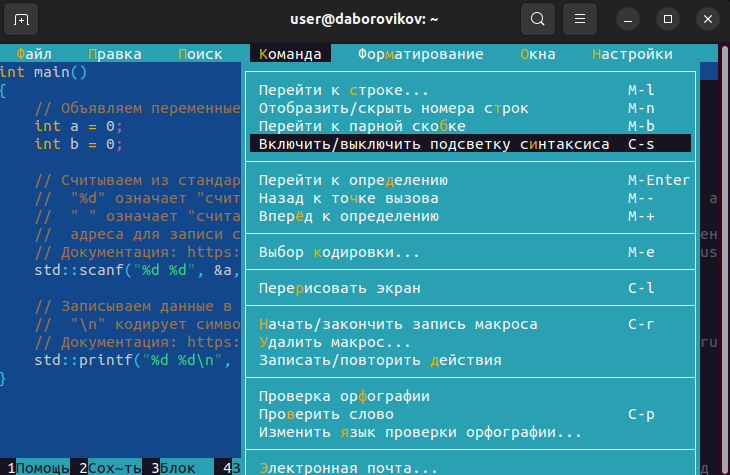 user@daborovikov: ~
Файл Правка Поиск Команда Форматирование Окна Настройки
int main()
{
// Объявляем переменные
int a = 0;
int b = 0;
// Считываем из стандар
// "%d" означает "счит
// " " означает "счита
// адреса для записи с
// Документация: https:
std::scanf("%d %d", &a,
// Записываем данные в
// "\n" кодирует симво
// Документация: https:
std::printf("%d %d\n",
}
Перейти к строке... M-l
Отобразить/скрыть номера строк M-n
Перейти к парной скобке M-b
Включить/выключить подсветку синтаксиса C-s
Перейти к определению M-Enter
Назад к точке вызова M--
Вперёд к определению M-+
Выбор кодировки... M-e
Перерисовать экран C-l
Начать/закончить запись макроса C-r
Удалить макрос...
Записать/повторить действия
Проверка орфографии
Проверить слово C-p
Изменить язык проверки орфографии...
Электронная почта...
а
ен
us
ru
1Помощь 2Сох~ть 3Блок 4З
д